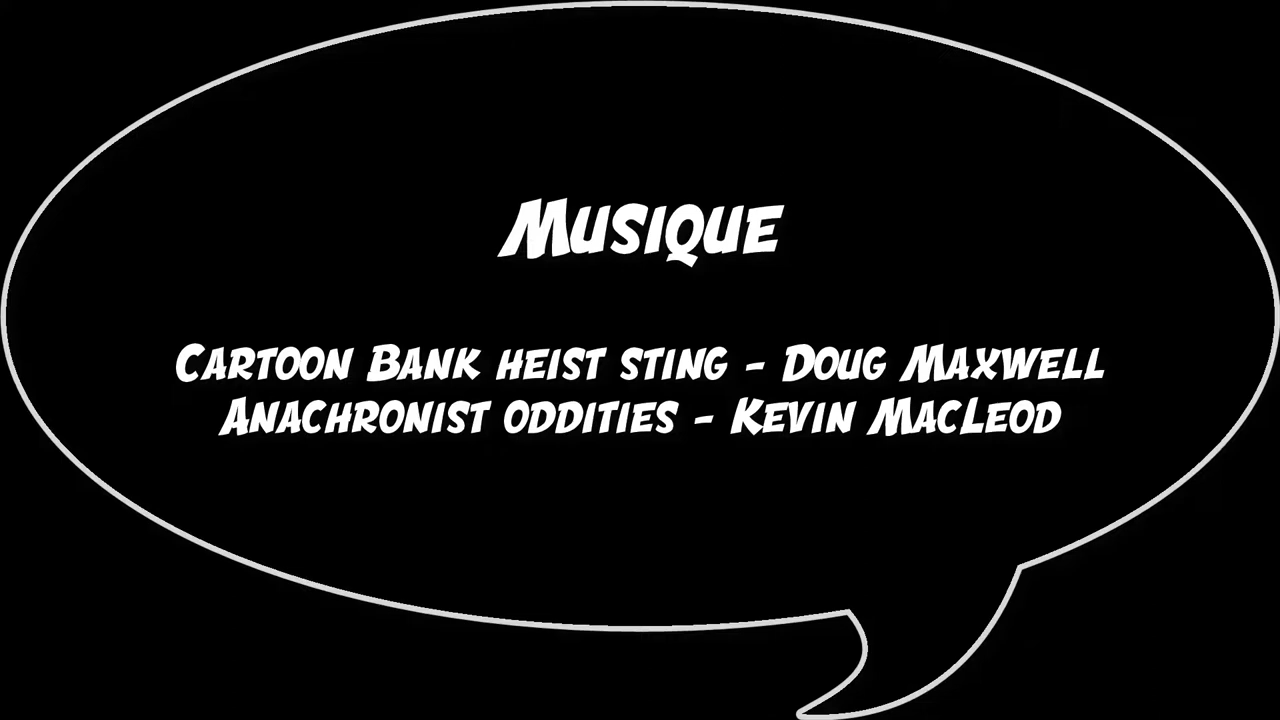 Musique
Cartoon Bank heist sting - Doug Maxwell
Anachronist oddities - Kevin MacLeod